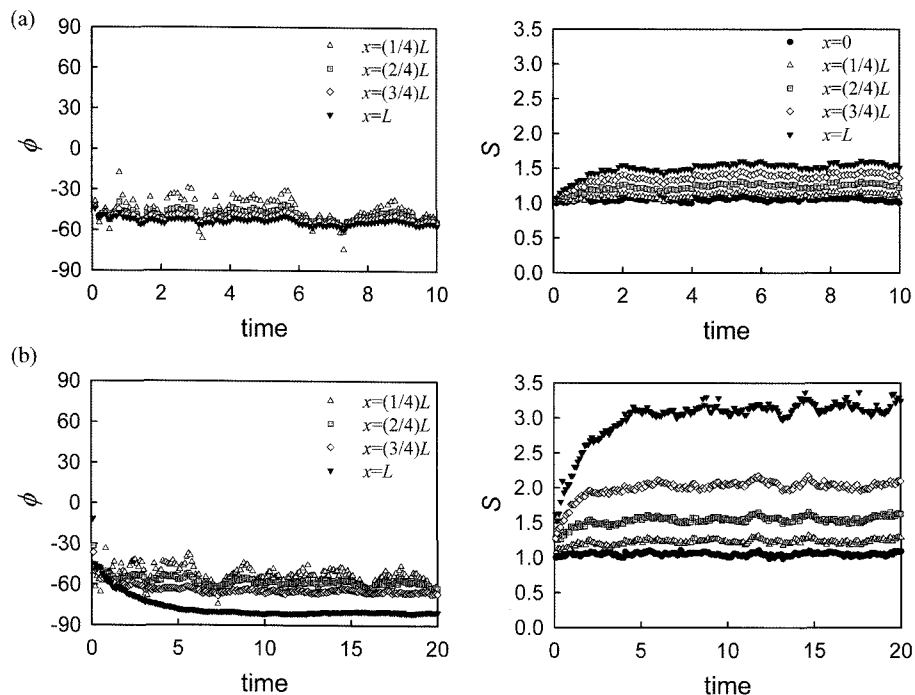 (a)
90
60
30
0
-30
-60
-90
ϕ
0
2
4
6
8
10
time
x=(1/4)L
x=(2/4)L
x=(3/4)L
x=L
3.5
3.0
2.5
2.0
1.5
1.0
0.5
0.0
S
0
2
4
6
8
10
time
x=0
x=(1/4)L
x=(2/4)L
x=(3/4)L
x=L
(b)
90
60
30
0
-30
-60
-90
ϕ
0
5
10
15
20
time
x=(1/4)L
x=(2/4)L
x=(3/4)L
x=L
3.5
3.0
2.5
2.0
1.5
1.0
0.5
0.0
S
0
5
10
15
20
time